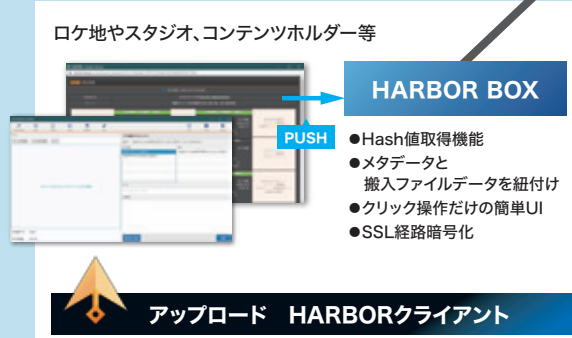 ロケ地やスタジオ、コンテンツホルダー等
HARBOR BOX
PUSH
●Hash値取得機能
●メタデータと
搬入ファイルデータを紐付け
●クリック操作だけの簡単UI
●SSL経路暗号化
アップロード　HARBORクライアント